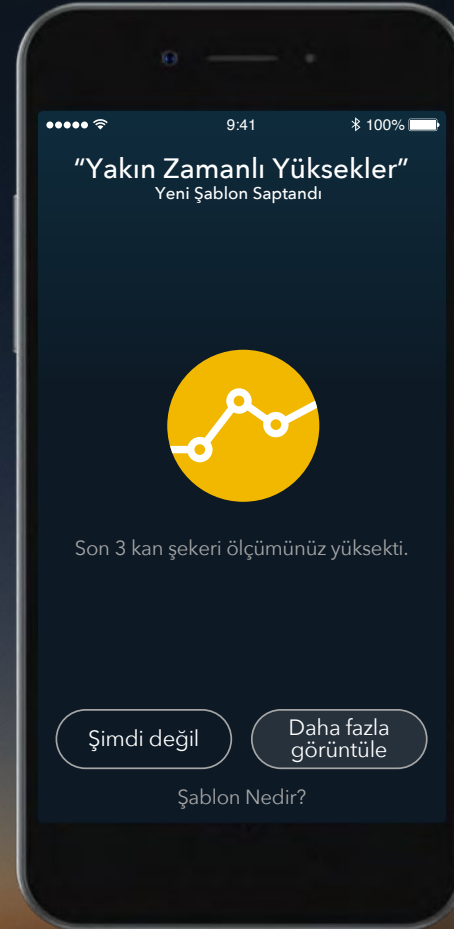 9:41
100%
“Yakın Zamanlı Yüksekler”
Yeni Şablon Saptandı
Son 3 kan şekeri ölçümünüz yüksekti.
Şimdi değil
Daha fazla
görüntüle
Şablon Nedir?